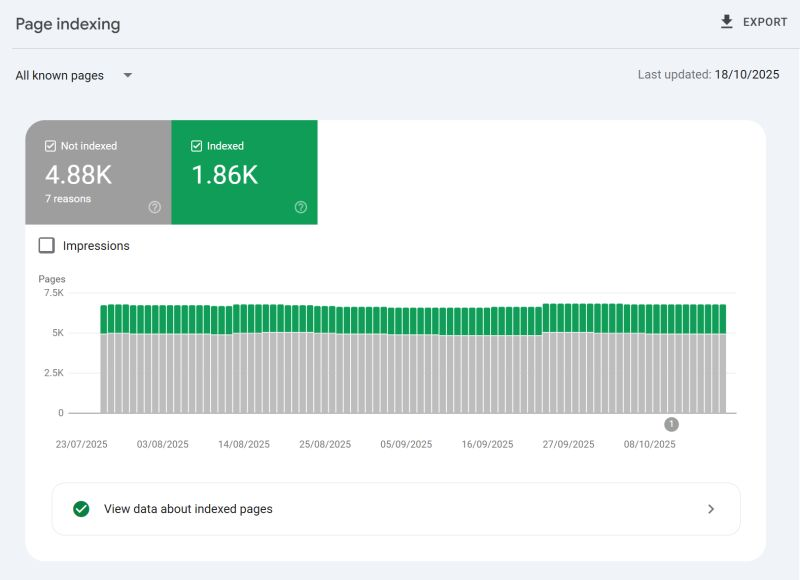 Page indexing
EXPORT
All known pages
Last updated: 18/10/2025
Not indexed
4.88K
7 reasons
Indexed
1.86K
Impressions
Pages
7.5K
5K
2.5K
0
1
23/07/2025 03/08/2025 14/08/2025 25/08/2025 05/09/2025 16/09/2025 27/09/2025 08/10/2025
View data about indexed pages